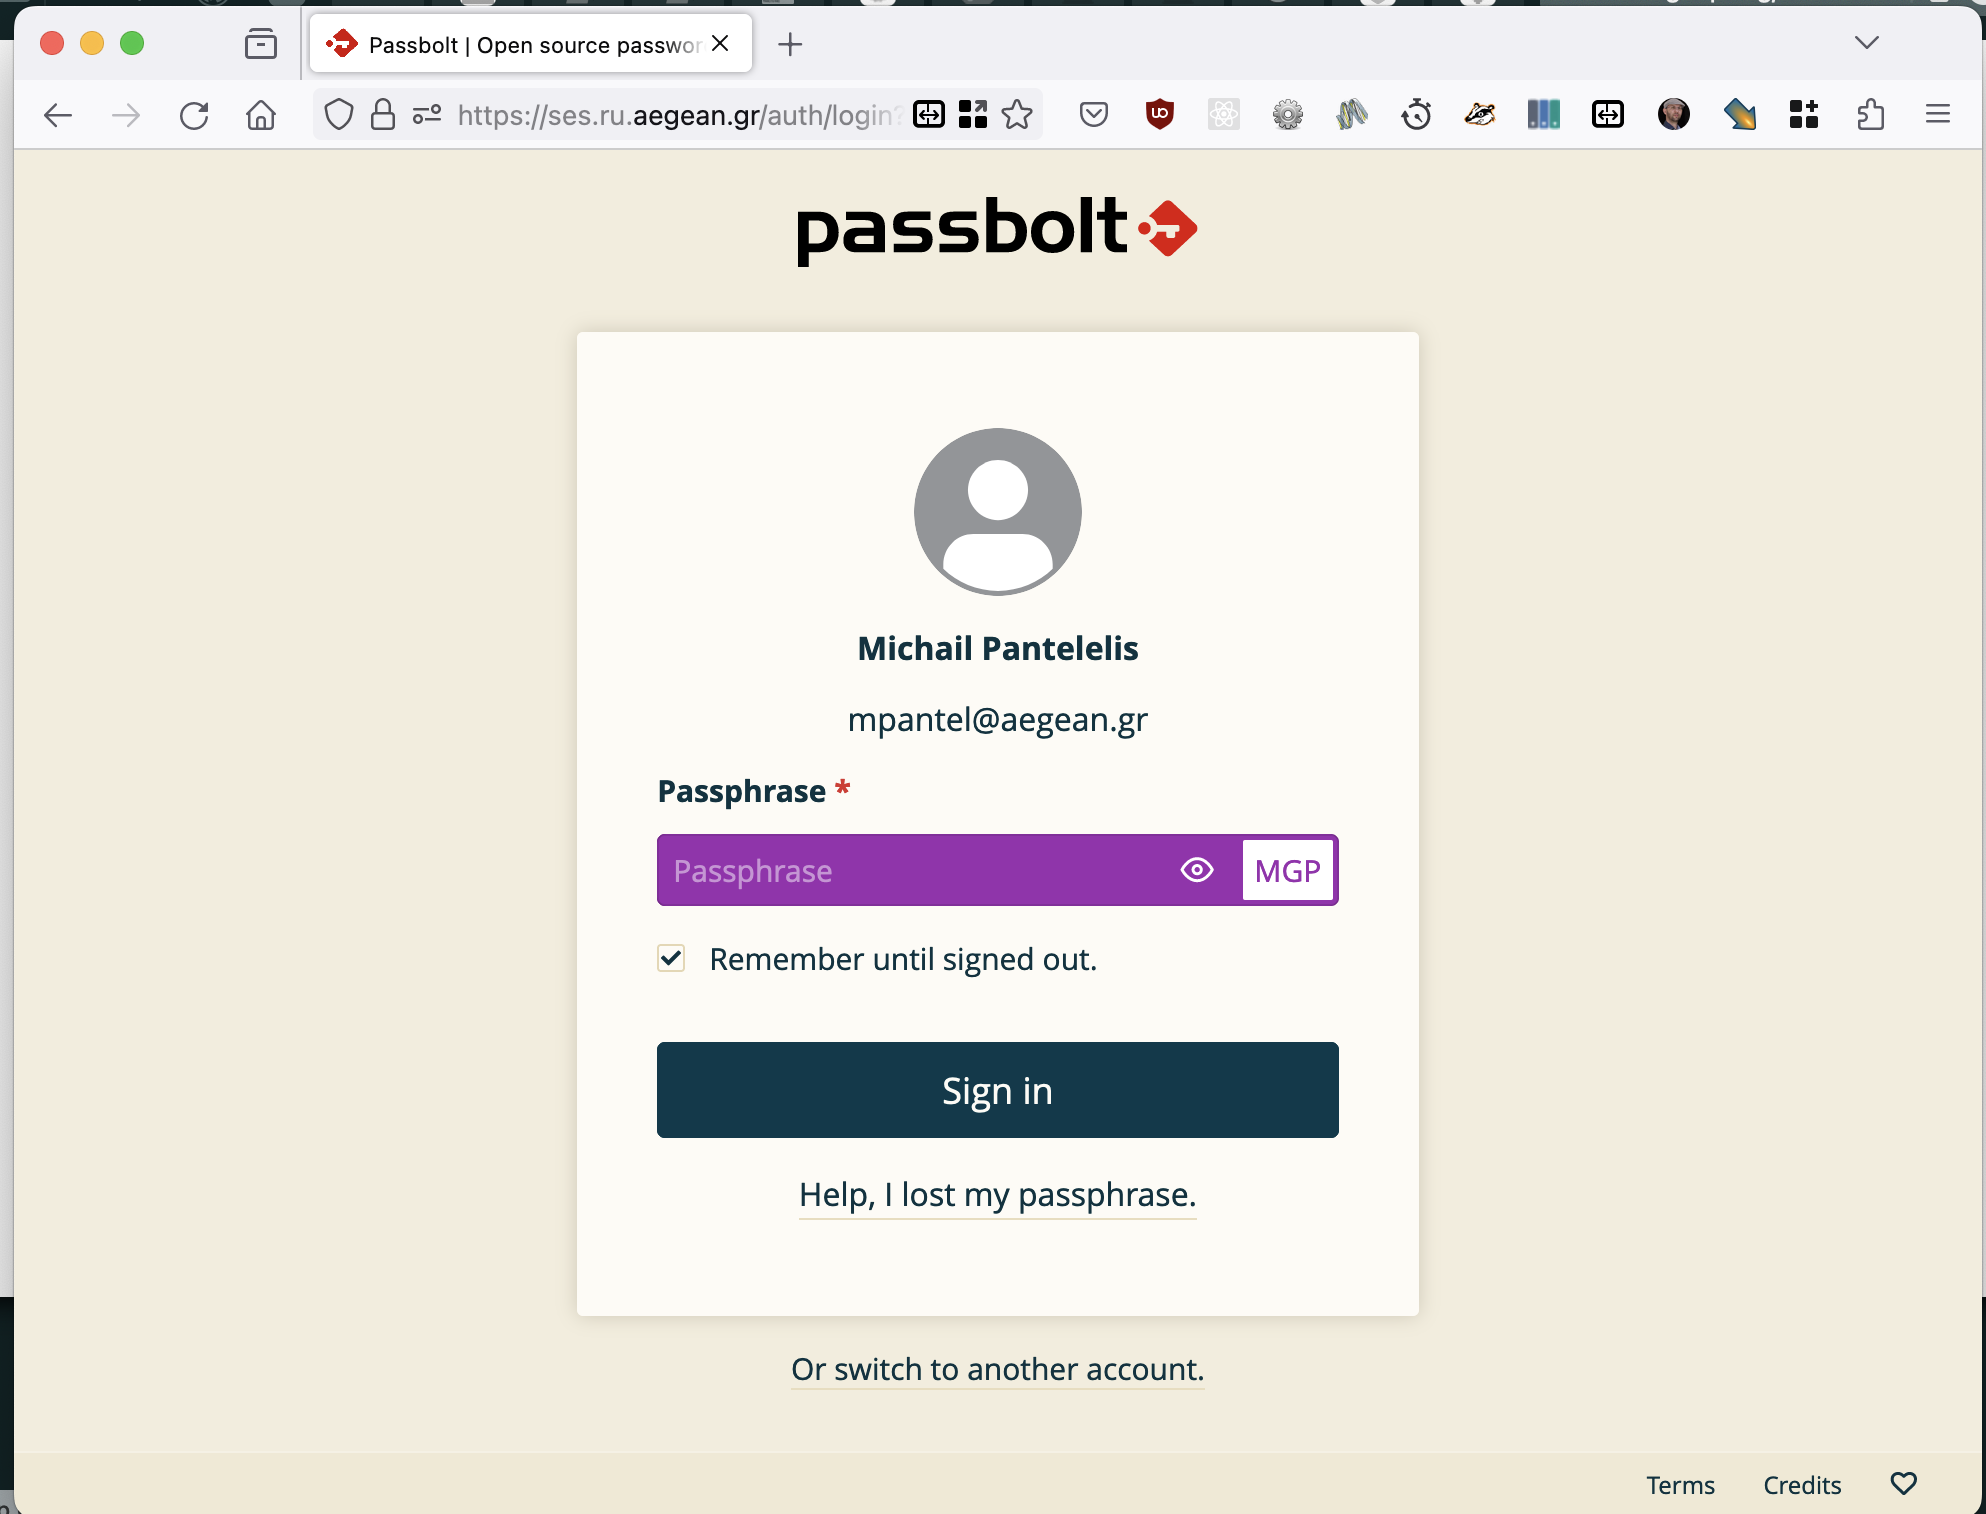 Passbolt | Open source passwor
https://ses.ru.aegean.gr/auth/login?
passbolt
Michail Pantelelis
mpantel@aegean.gr
Passphrase *
Passphrase
MGP
Remember until signed out.
Sign in
Help, I lost my passphrase.
Or switch to another account.
Terms
Credits